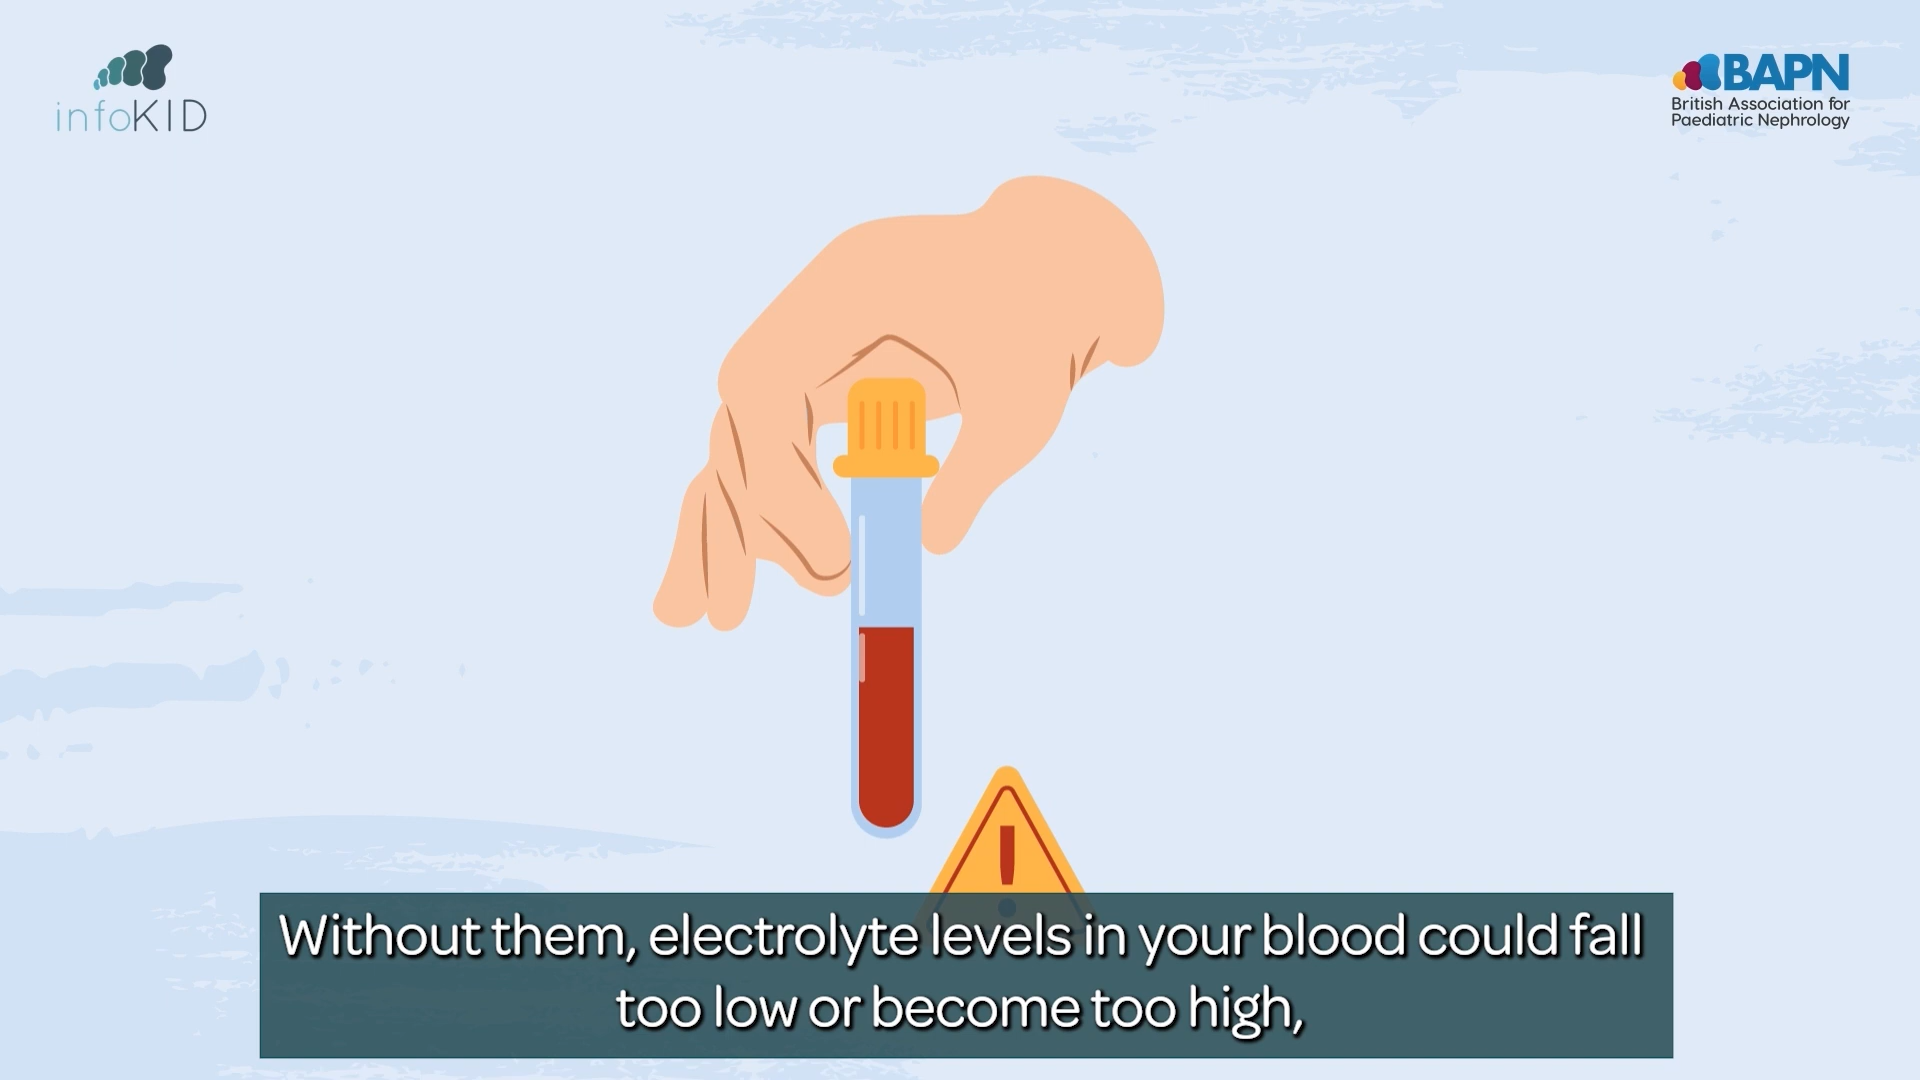 infoKID
BAPN
British Association for
Paediatric Nephrology
Without them, electrolyte levels in your blood could fall
too low or become too high,